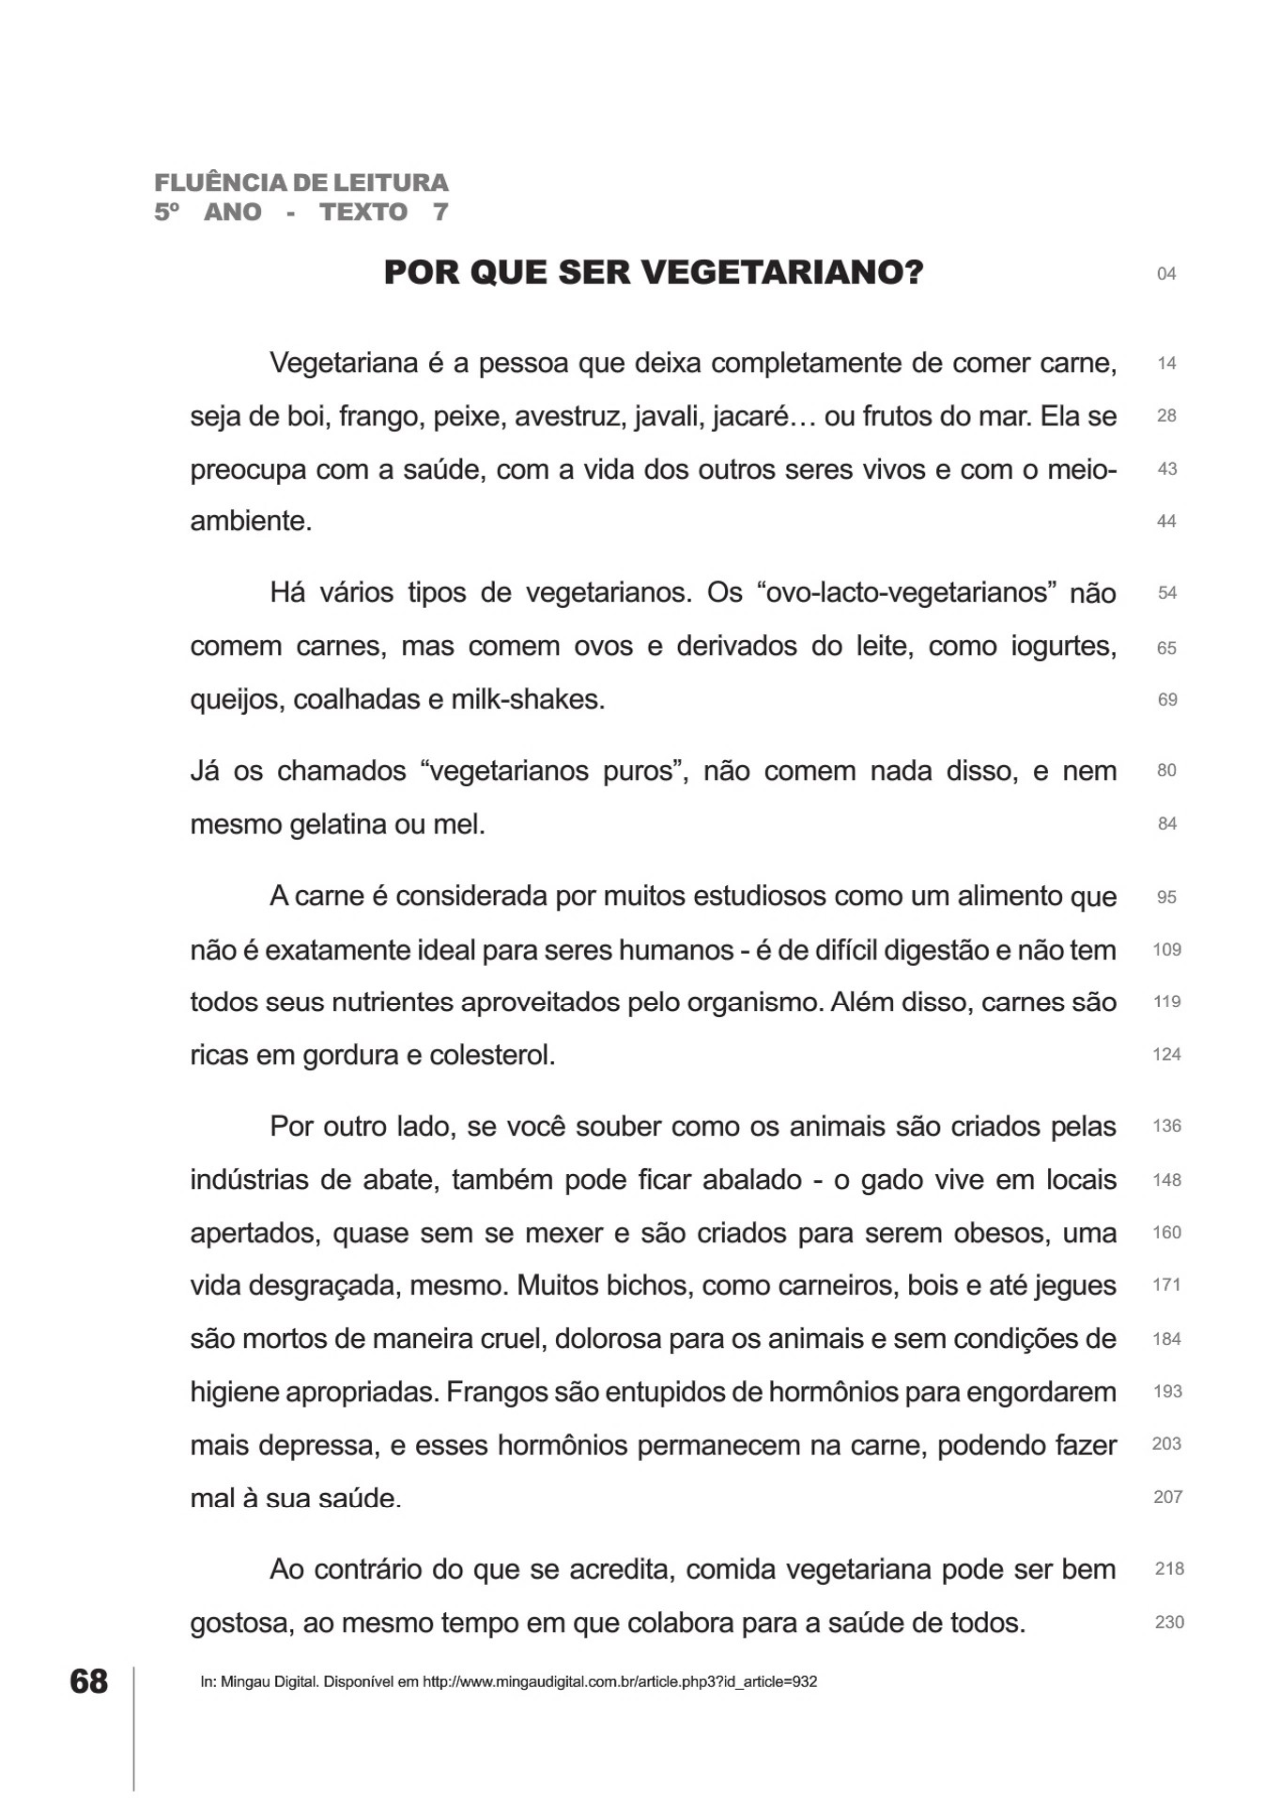 FLUÊNCIA DE LEITURA
5º ANO - TEXTO 7
POR QUE SER VEGETARIANO? 04
Vegetariana é a pessoa que deixa completamente de comer carne, 14
seja de boi, frango, peixe, avestruz, javali, jacaré… ou frutos do mar. Ela se 28
preocupa com a saúde, com a vida dos outros seres vivos e com o meio- 43
ambiente. 44
Há vários tipos de vegetarianos. Os “ovo-lacto-vegetarianos” não 54
comem carnes, mas comem ovos e derivados do leite, como iogurtes, 65
queijos, coalhadas e milk-shakes. 69
Já os chamados “vegetarianos puros”, não comem nada disso, e nem 80
mesmo gelatina ou mel. 84
A carne é considerada por muitos estudiosos como um alimento que 95
não é exatamente ideal para seres humanos - é de difícil digestão e não tem 109
todos seus nutrientes aproveitados pelo organismo. Além disso, carnes são 119
ricas em gordura e colesterol. 124
Por outro lado, se você souber como os animais são criados pelas 136
indústrias de abate, também pode ficar abalado - o gado vive em locais 148
apertados, quase sem se mexer e são criados para serem obesos, uma 160
vida desgraçada, mesmo. Muitos bichos, como carneiros, bois e até jegues 171
são mortos de maneira cruel, dolorosa para os animais e sem condições de 184
higiene apropriadas. Frangos são entupidos de hormônios para engordarem 193
mais depressa, e esses hormônios permanecem na carne, podendo fazer 203
mal à sua saúde. 207
Ao contrário do que se acredita, comida vegetariana pode ser bem 218
gostosa, ao mesmo tempo em que colabora para a saúde de todos. 230
68
In: Mingau Digital. Disponível em http://www.mingaudigital.com.br/article.php3?id_article=932